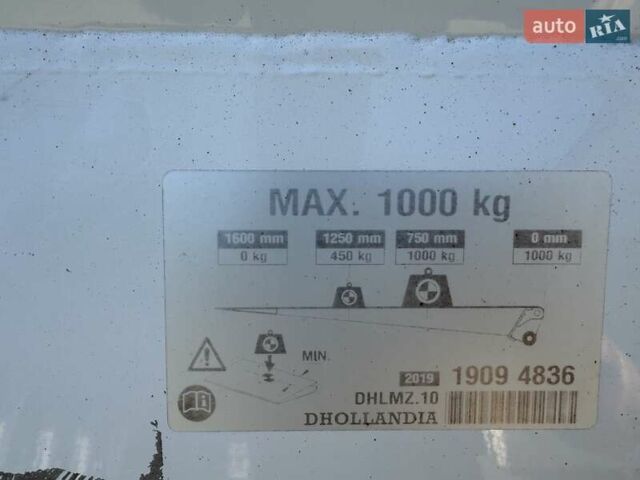 auto RIA.com
MAX. 1000 kg
1600 mm 1250 mm 750 mm 0 mm
0 kg 450 kg 1000 kg 1000 kg
MIN.
2019 1909 4836
DHLMZ.10
DHOLLANDIA